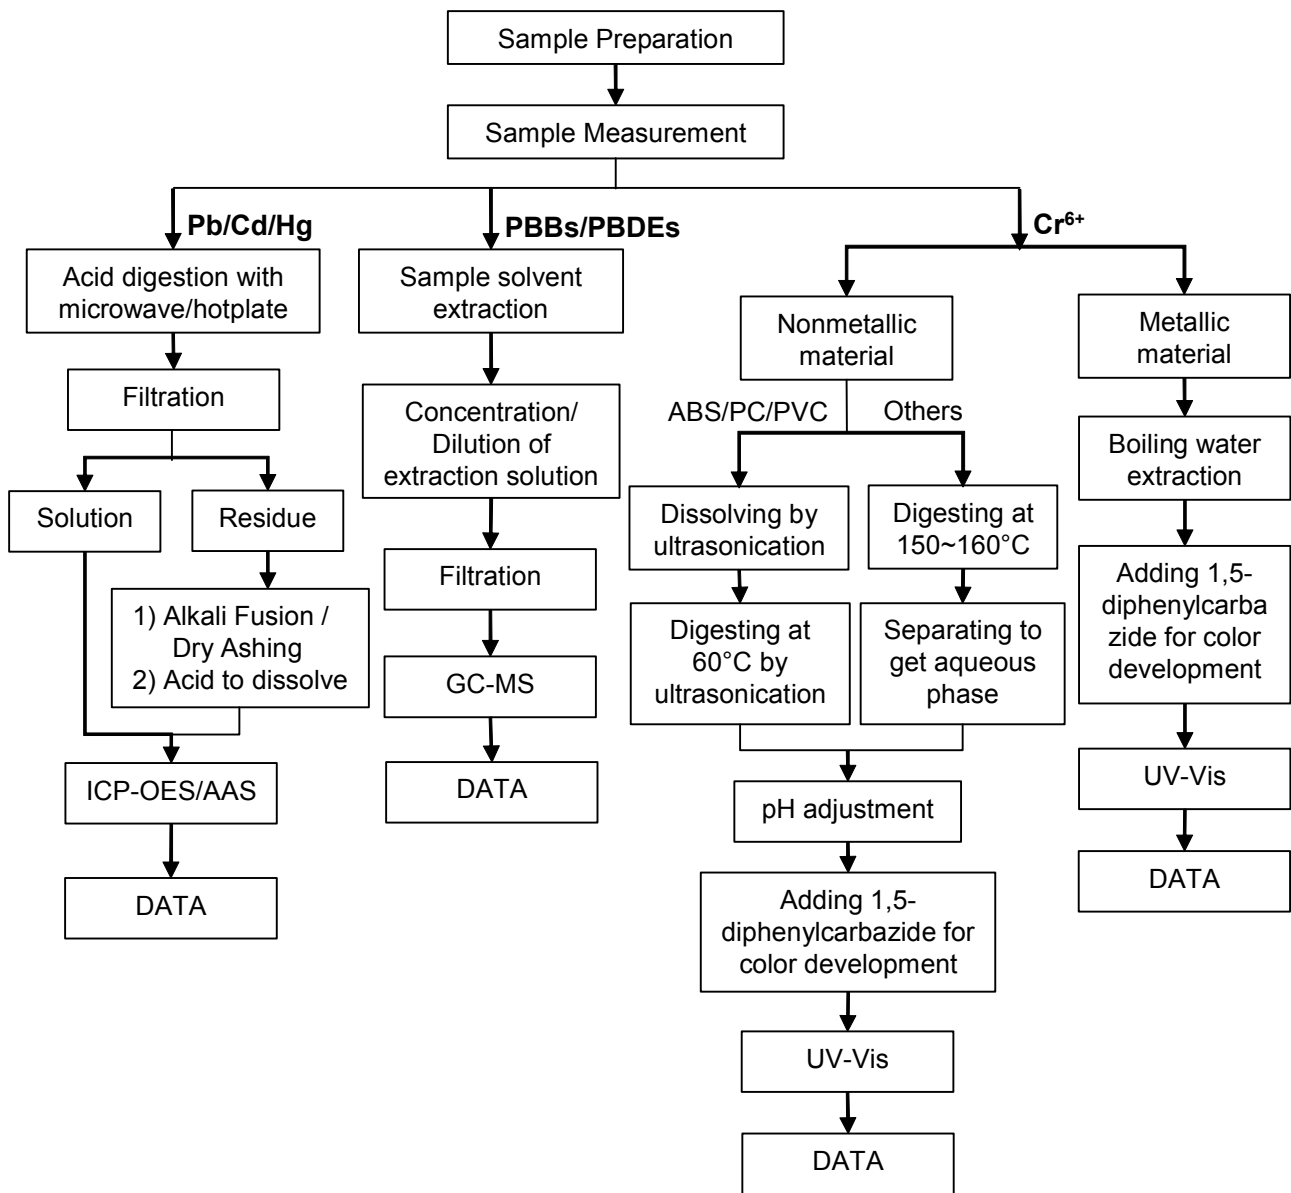 Sample Preparation
Sample Measurement
Pb/Cd/Hg
PBBs/PBDEs
Cr⁶⁺
Acid digestion with
microwave/hotplate
Filtration
Solution
Residue
1) Alkali Fusion /
Dry Ashing
2) Acid to dissolve
ICP-OES/AAS
DATA
Sample solvent
extraction
Concentration/
Dilution of
extraction solution
Filtration
GC-MS
DATA
Nonmetallic
material
ABS/PC/PVC
Others
Dissolving by
ultrasonication
Digesting at
60°C by
ultrasonication
Digesting at
150~160°C
Separating to
get aqueous
phase
pH adjustment
Adding 1,5-
diphenylcarbazide for
color development
UV-Vis
DATA
Metallic
material
Boiling water
extraction
Adding 1,5-
diphenylcarba
zide for color
development
UV-Vis
DATA